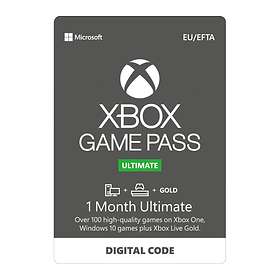 Microsoft EU/EFTA
XBOX
GAME PASS
ULTIMATE
+ + GOLD
1 Month Ultimate
Over 100 high-quality games on Xbox One,
Windows 10 games plus Xbox Live Gold.
DIGITAL CODE